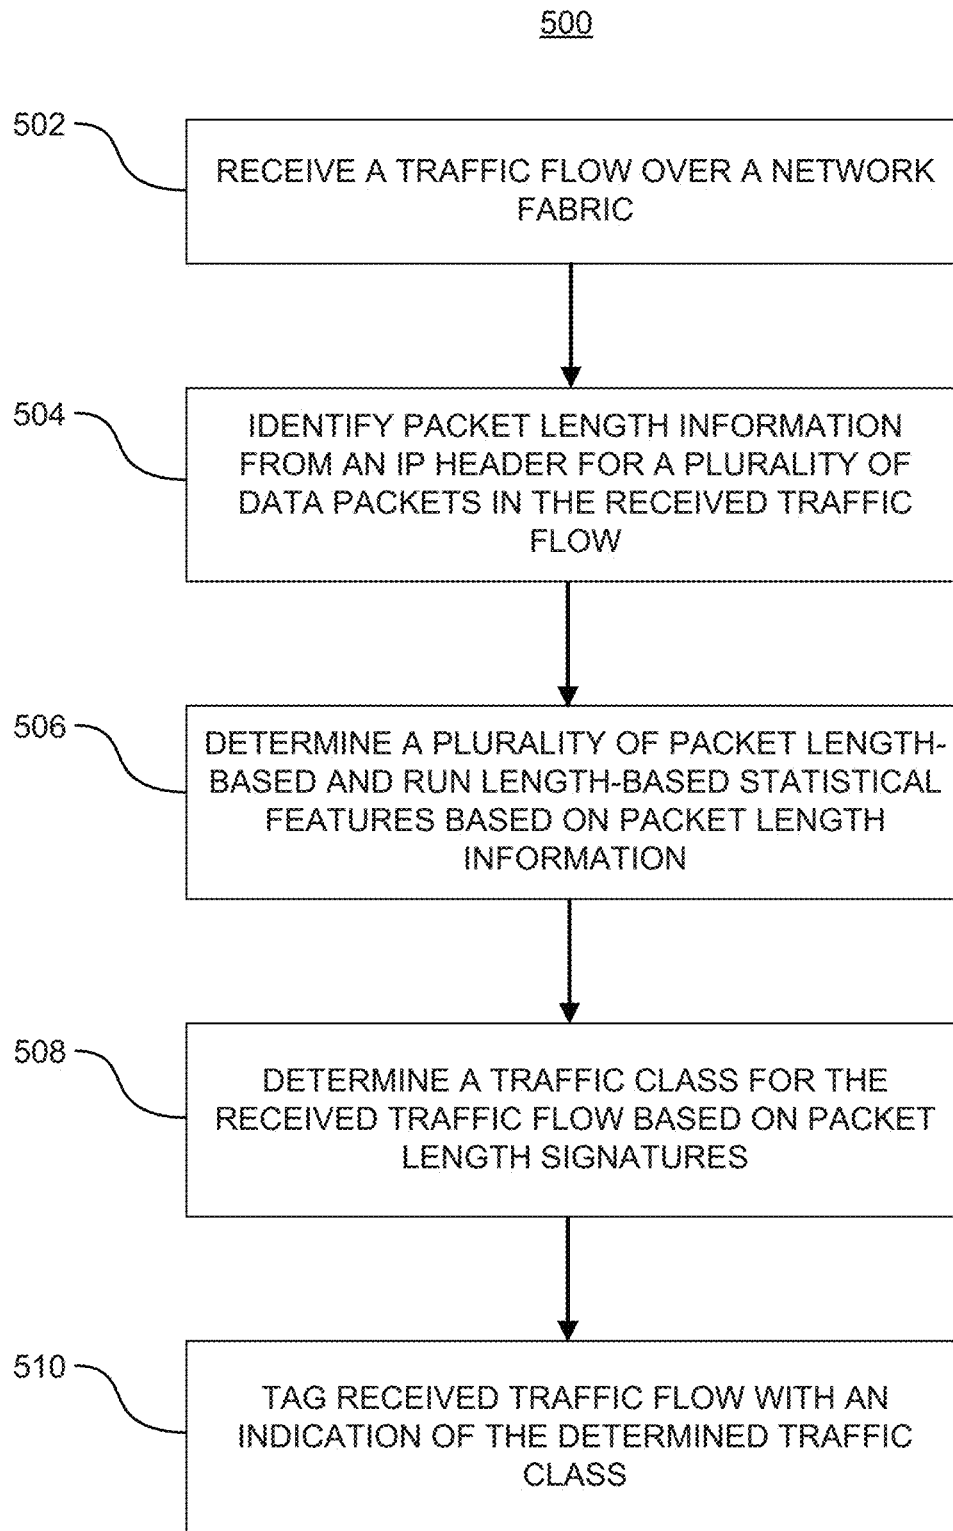 500
502
RECEIVE A TRAFFIC FLOW OVER A NETWORK
FABRIC
504
IDENTIFY PACKET LENGTH INFORMATION
FROM AN IP HEADER FOR A PLURALITY OF
DATA PACKETS IN THE RECEIVED TRAFFIC
FLOW
506
DETERMINE A PLURALITY OF PACKET LENGTH-
BASED AND RUN LENGTH-BASED STATISTICAL
FEATURES BASED ON PACKET LENGTH
INFORMATION
508
DETERMINE A TRAFFIC CLASS FOR THE
RECEIVED TRAFFIC FLOW BASED ON PACKET
LENGTH SIGNATURES
510
TAG RECEIVED TRAFFIC FLOW WITH AN
INDICATION OF THE DETERMINED TRAFFIC
CLASS